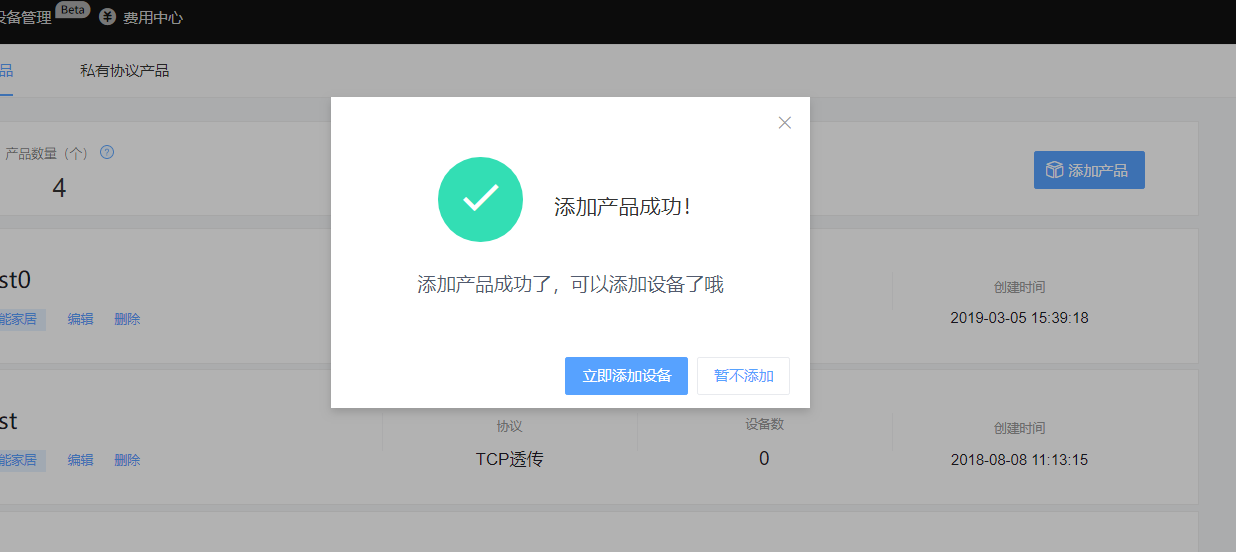 设备管理 Beta ¥ 费用中心
品 私有协议产品
产品数量（个） ?
4
添加产品
添加产品成功！
添加产品成功了，可以添加设备了哦
立即添加设备 暂不添加
st0
能家居 编辑 删除
创建时间
2019-03-05 15:39:18
st
能家居 编辑 删除
协议
TCP透传
设备数
0
创建时间
2018-08-08 11:13:15